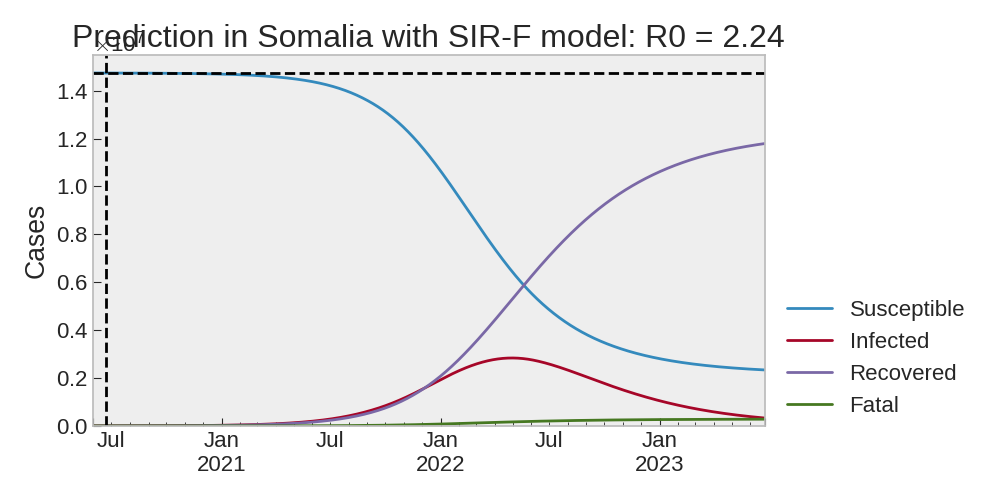 Prediction in Somalia with SIR-F model: R0 = 2.24
×10⁷
1.4
1.2
1.0
0.8
0.6
0.4
0.2
0.0
Cases
Jul Jan Jul Jan Jul Jan
2021 2022 2023
Susceptible
Infected
Recovered
Fatal